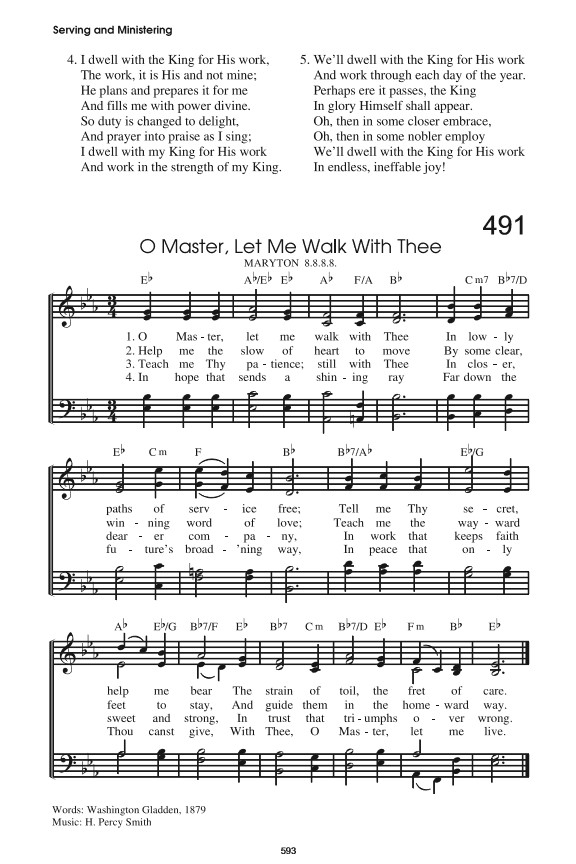 Serving and Ministering
4. I dwell with the King for His work,
The work, it is His and not mine;
He plans and prepares it for me
And fills me with power divine.
So duty is changed to delight,
And prayer into praise as I sing;
I dwell with my King for His work
And work in the strength of my King.
5. We'll dwell with the King for His work
And work through each day of the year.
Perhaps ere it passes, the King
In glory Himself shall appear.
Oh, then in some closer embrace,
Oh, then in some nobler employ
We'll dwell with the King for His work
In endless, ineffable joy!
491
O Master, Let Me Walk With Thee
MARYTON 8.8.8.8.
E♭ A♭/E♭ E♭ A♭ F/A B♭ Cm7 B♭7/D
3 4
1. O Mas - ter, let me walk with Thee In low - ly
2. Help me the slow of heart to move By some clear,
3. Teach me Thy pa - tience; still with Thee In clos - er,
4. In hope that sends a shin - ing ray Far down the
3 4
E♭ Cm F B♭ B♭7/A♭ E♭/G
paths of serv - ice free; Tell me Thy se - cret,
win - ning word of love; Teach me the way - ward
dear - er com - pa - ny, In work that keeps faith
fu - ture's broad - 'ning way, In peace that on - ly
A♭ E♭/G B♭7/F E♭ B♭7 Cm B♭7/D E♭ Fm B♭ E♭
help me bear The strain of toil, the fret of care.
feet to stay, And guide them in the home - ward way.
sweet and strong, In trust that tri - umphs o - ver wrong.
Thou canst give, With Thee, O Mas - ter, let me live.
Words: Washington Gladden, 1879
Music: H. Percy Smith
593